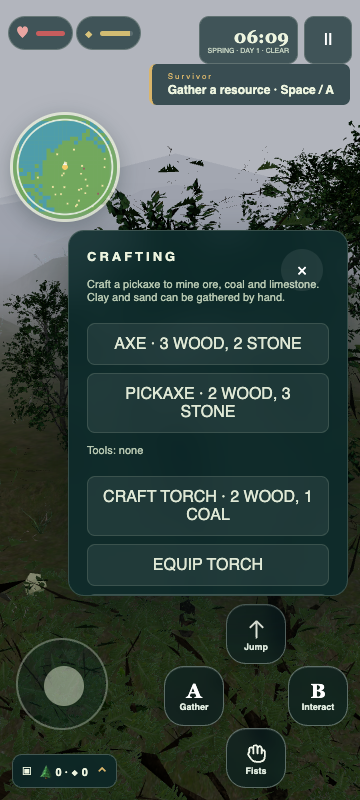 06:09
SPRING · DAY 1 · CLEAR
Survivor
Gather a resource · Space / A
CRAFTING
Craft a pickaxe to mine ore, coal and limestone.
Clay and sand can be gathered by hand.
AXE · 3 WOOD, 2 STONE
PICKAXE · 2 WOOD, 3
STONE
Tools: none
CRAFT TORCH · 2 WOOD, 1
COAL
EQUIP TORCH
Jump
A
Gather
B
Interact
Fists
0 · ◆ 0